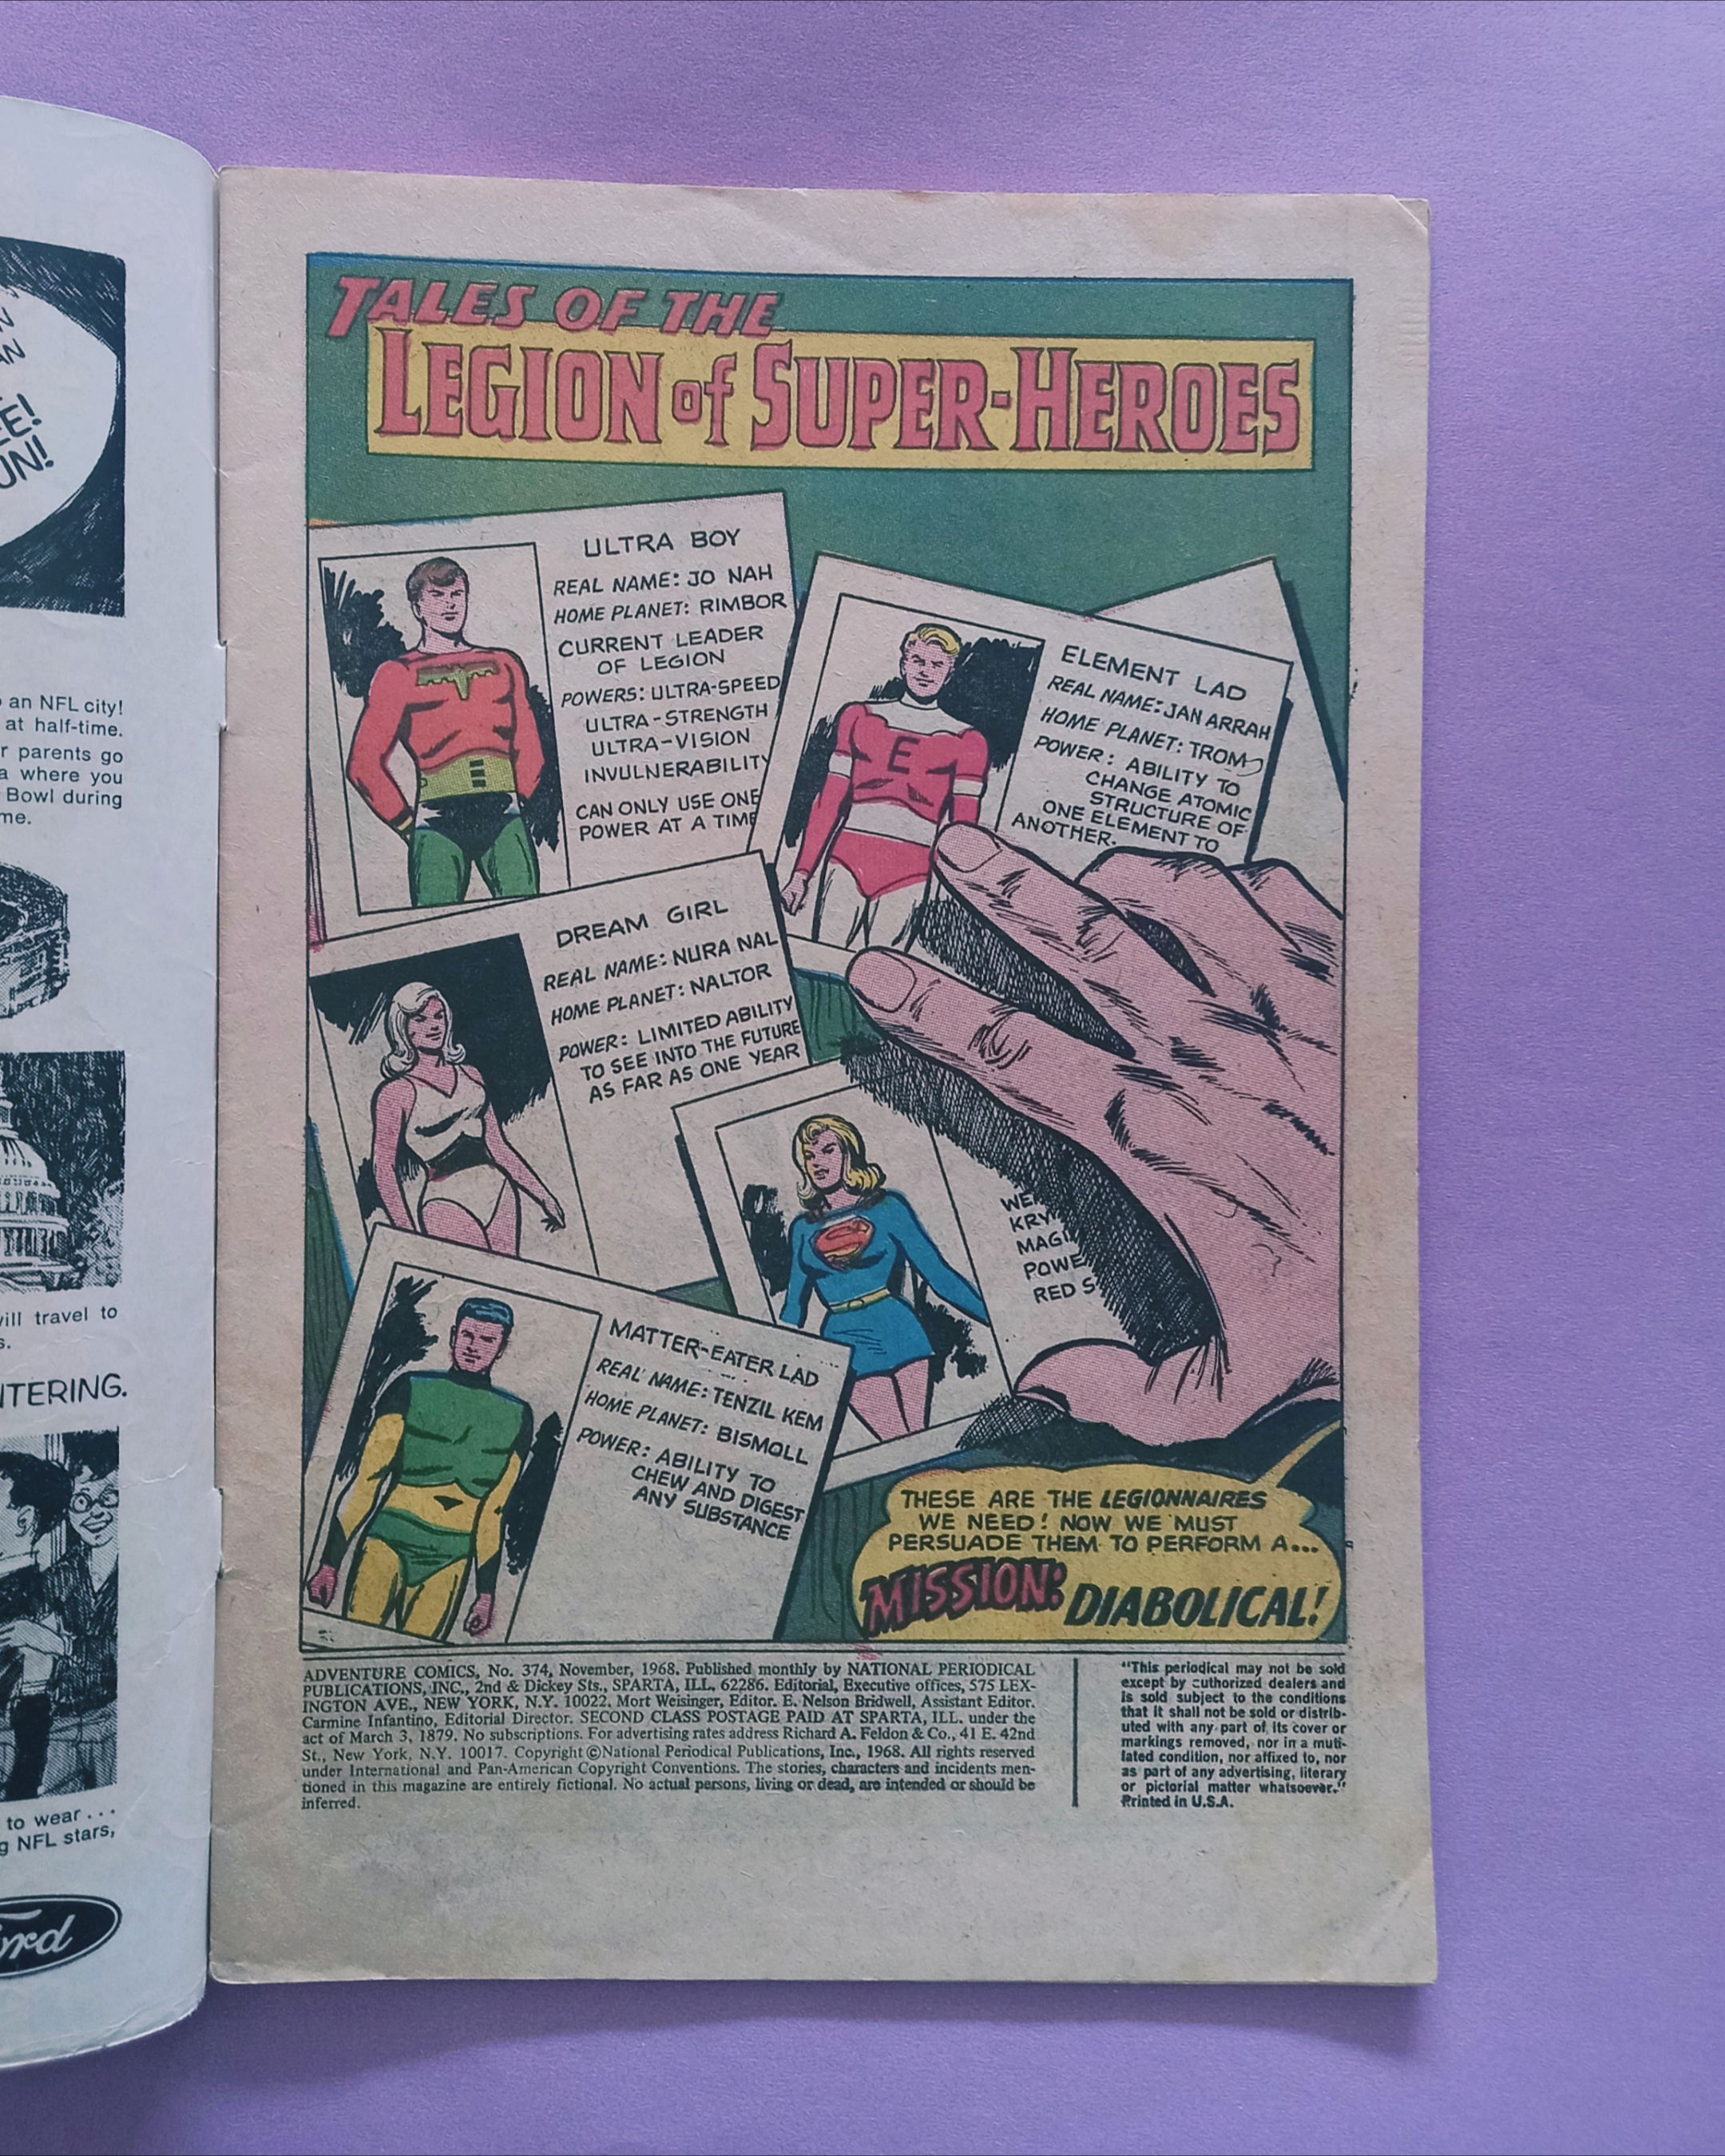 EE!
UN!
an NFL city!
at half-time.
parents go
where you
Bowl during
will travel to
to wear . . .
NFL stars,
TALES OF THE
LEGION of SUPER-HEROES
ULTRA BOY
REAL NAME: JO NAH
HOME PLANET: RIMBOR
CURRENT LEADER
OF LEGION
POWERS: ULTRA-SPEED
ULTRA-STRENGTH
ULTRA-VISION
INVULNERABILITY
CAN ONLY USE ONE
POWER AT A TIME
ELEMENT LAD
REAL NAME: JAN ARRAH
HOME PLANET: TROM
POWER: ABILITY TO
CHANGE ATOMIC
STRUCTURE OF
ONE ELEMENT TO
ANOTHER.
E
DREAM GIRL
REAL NAME: NURA NAL
HOME PLANET: NALTOR
POWER: LIMITED ABILITY
TO SEE INTO THE FUTURE
AS FAR AS ONE YEAR
S
WEA
KRY
MAGI
POWE
RED S
MATTER-EATER LAD
REAL NAME: TENZIL KEM
HOME PLANET: BISMOLL
POWER: ABILITY TO
CHEW AND DIGEST
ANY SUBSTANCE
THESE ARE THE LEGIONNAIRES
WE NEED! NOW WE MUST
PERSUADE THEM TO PERFORM A...
MISSION: DIABOLICAL!
ADVENTURE COMICS, No. 374, November, 1968. Published monthly by NATIONAL PERIODICAL
PUBLICATIONS, INC., 2nd & Dickey Sts., SPARTA, ILL. 62286. Editorial, Executive offices, 575 LEX-
INGTON AVE., NEW YORK, N.Y. 10022. Mort Weisinger, Editor. E. Nelson Bridwell, Assistant Editor.
Carmine Infantino, Editorial Director. SECOND CLASS POSTAGE PAID AT SPARTA, ILL. under the
act of March 3, 1879. No subscriptions. For advertising rates address Richard A. Feldon & Co., 41 E. 42nd
St., New York, N.Y. 10017. Copyright ©National Periodical Publications, Inc., 1968. All rights reserved
under International and Pan-American Copyright Conventions. The stories, characters and incidents men-
tioned in this magazine are entirely fictional. No actual persons, living or dead, are intended or should be
inferred.
"This periodical may not be sold
except by authorized dealers and
is sold subject to the conditions
that it shall not be sold or distrib-
uted with any part of its cover or
markings removed, nor in a muti-
lated condition, nor affixed to, nor
as part of any advertising, literary
or pictorial matter whatsoever."
Printed in U.S.A.